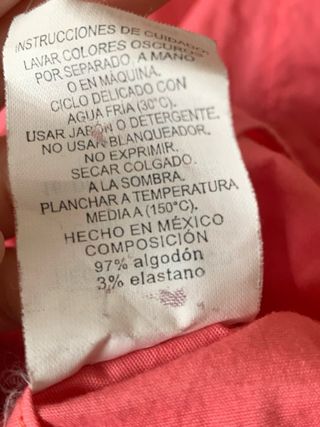 INSTRUCCIONES DE CUIDADO:
LAVAR COLORES OSCUROS
POR SEPARADO, A MANO
O EN MAQUINA.
CICLO DELICADO CON
AGUA FRÍA (30°C).
USAR JABÓN O DETERGENTE.
NO USAR BLANQUEADOR.
NO EXPRIMIR.
SECAR COLGADO.
A LA SOMBRA.
PLANCHAR A TEMPERATURA
MEDIA A (150°C).
HECHO EN MÉXICO
COMPOSICIÓN
97% algodón
3% elastano